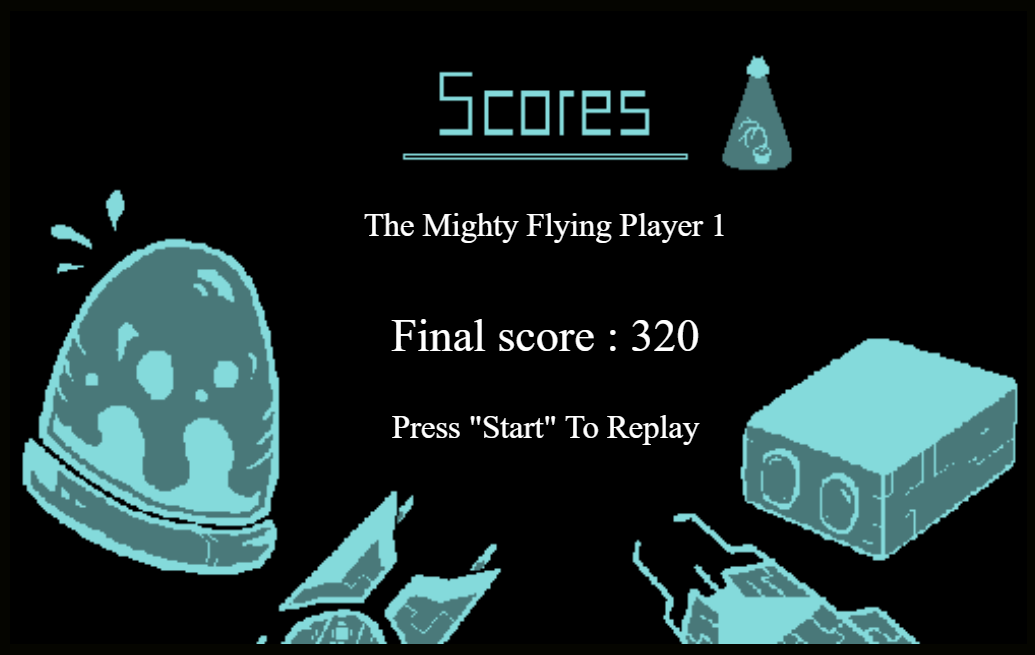 Scores
The Mighty Flying Player 1
Final score : 320
Press "Start" To Replay